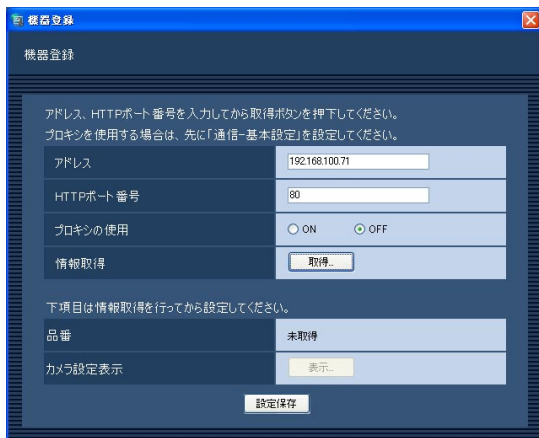 機器登録
機器登録
アドレス、HTTPポート番号を入力してから取得ボタンを押下してください。
プロキシを使用する場合は、先に「通信-基本設定」を設定してください。
アドレス 192.168.100.71
HTTPポート番号 80
プロキシの使用 ON OFF
情報取得 取得...
下項目は情報取得を行ってから設定してください。
品番 未取得
カメラ設定表示 表示...
設定保存